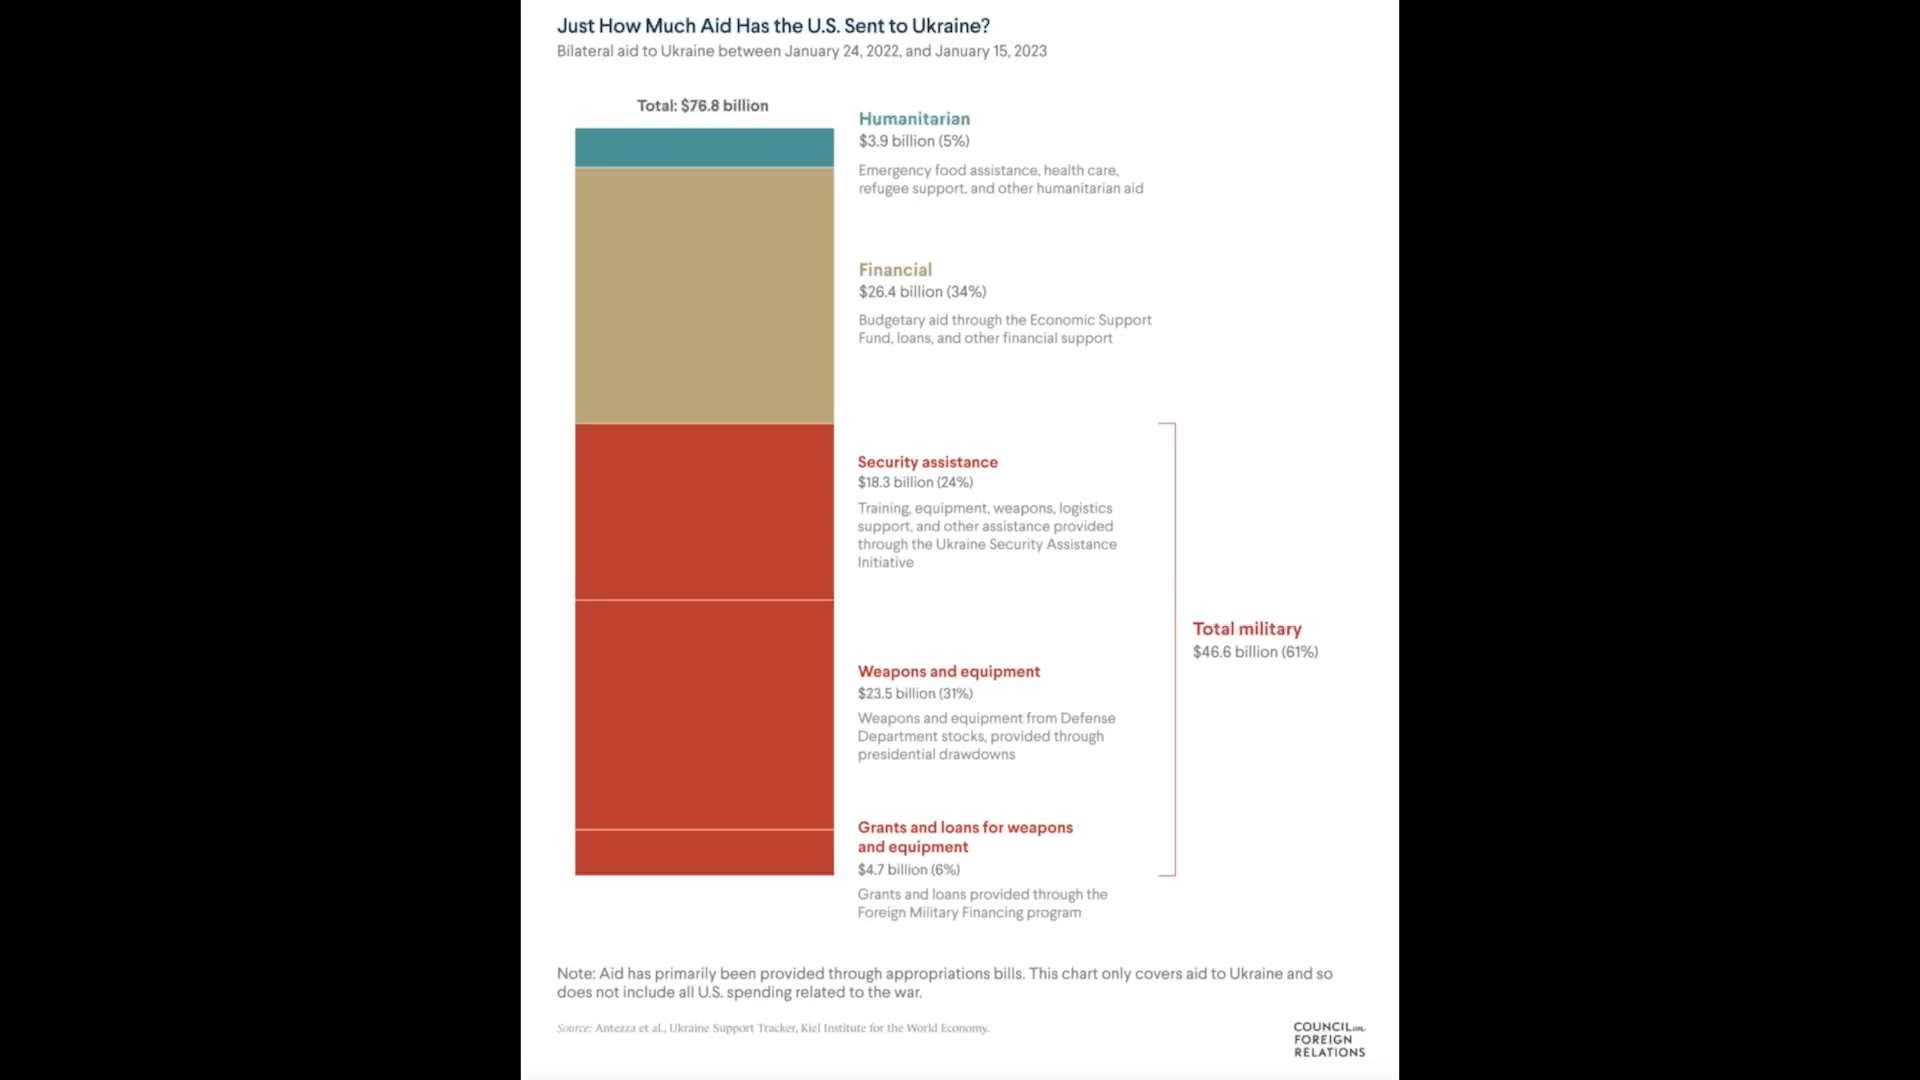 Just How Much Aid Has the U.S. Sent to Ukraine?
Bilateral aid to Ukraine between January 24, 2022, and January 15, 2023
Total: $76.8 billion
Humanitarian
$3.9 billion (5%)
Emergency food assistance, health care,
refugee support, and other humanitarian aid
Financial
$26.4 billion (34%)
Budgetary aid through the Economic Support
Fund, loans, and other financial support
Security assistance
$18.3 billion (24%)
Training, equipment, weapons, logistics
support, and other assistance provided
through the Ukraine Security Assistance
Initiative
Weapons and equipment
$23.5 billion (31%)
Weapons and equipment from Defense
Department stocks, provided through
presidential drawdowns
Grants and loans for weapons
and equipment
$4.7 billion (6%)
Grants and loans provided through the
Foreign Military Financing program
Total military
$46.6 billion (61%)
Note: Aid has primarily been provided through appropriations bills. This chart only covers aid to Ukraine and so
does not include all U.S. spending related to the war.
Source: Antezza et al., Ukraine Support Tracker, Kiel Institute for the World Economy.
COUNCIL on
FOREIGN
RELATIONS